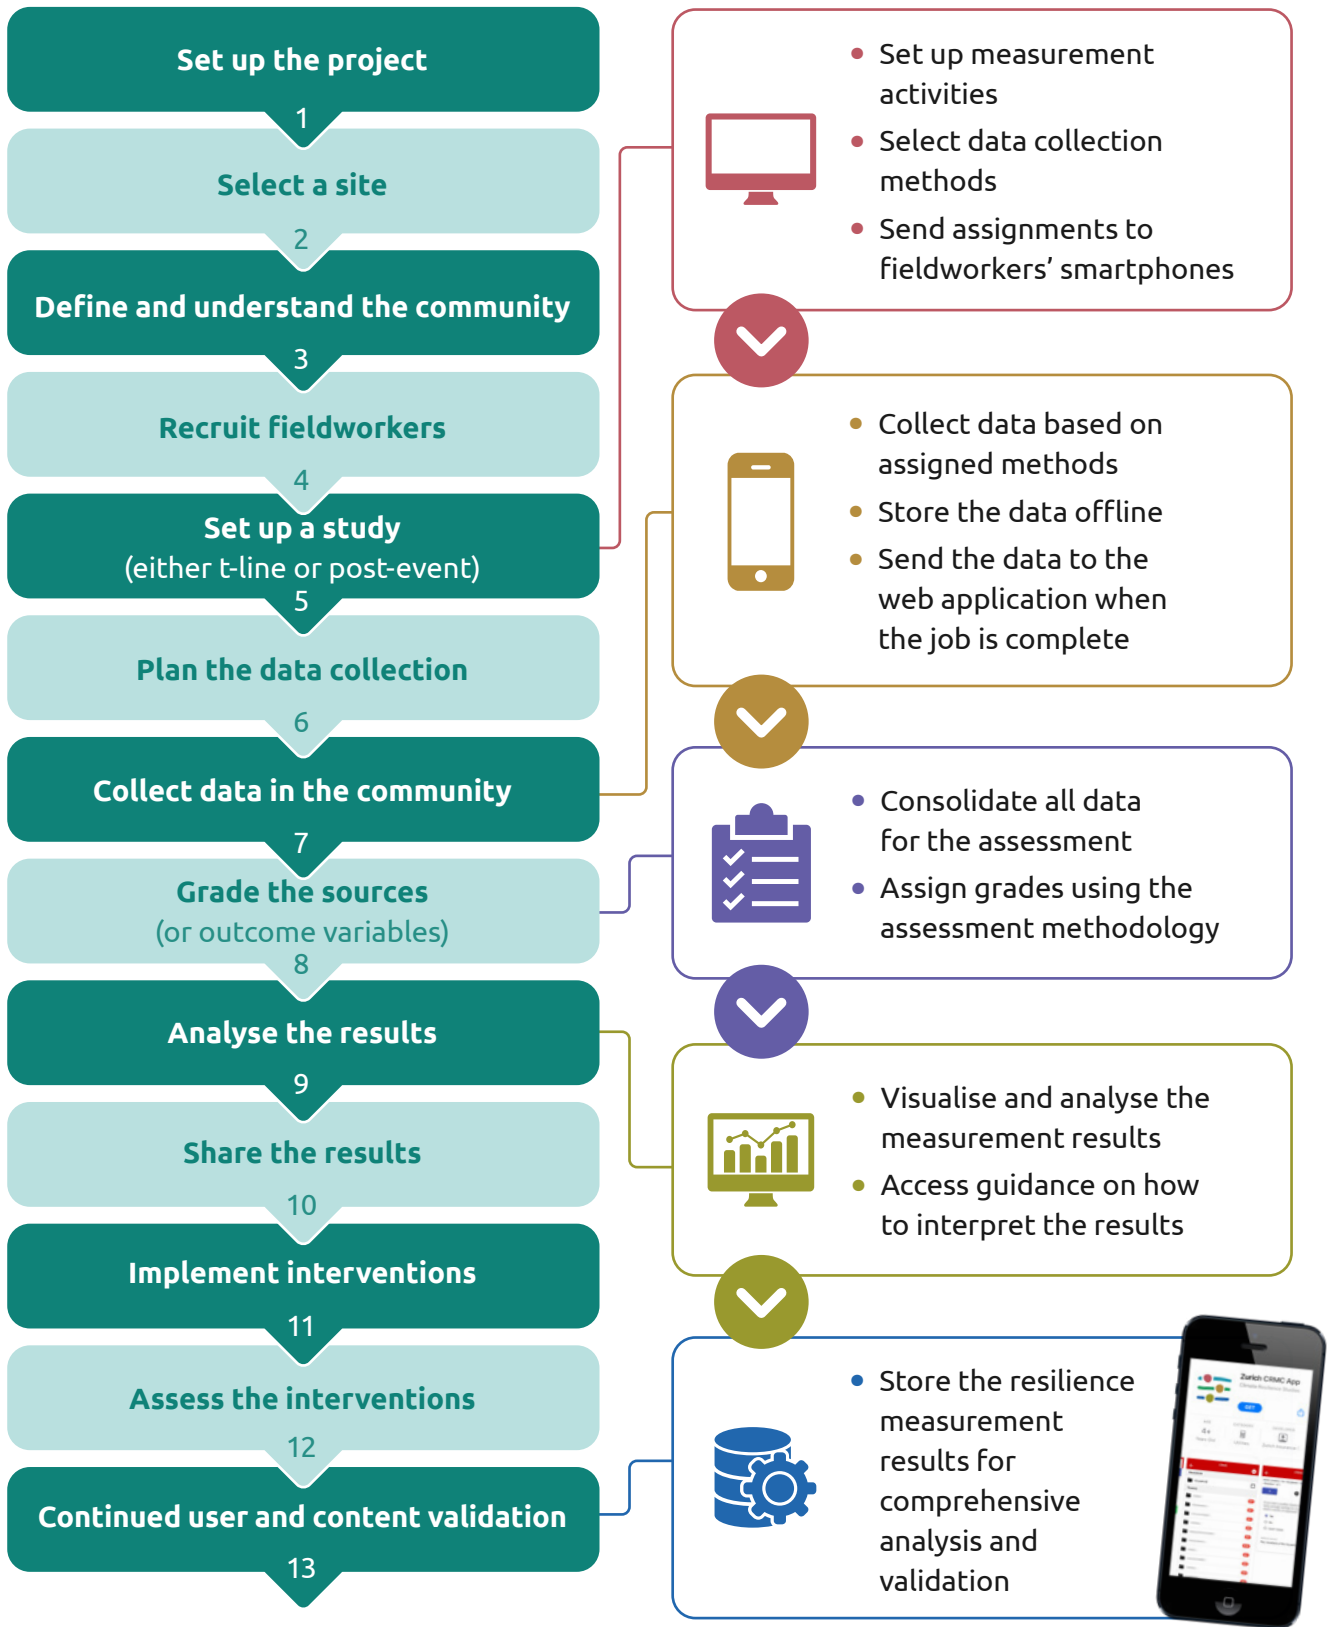 Set up the project
1
Select a site
2
Define and understand the community
3
Recruit fieldworkers
4
Set up a study
(either t-line or post-event)
5
Plan the data collection
6
Collect data in the community
7
Grade the sources
(or outcome variables)
8
Analyse the results
9
Share the results
10
Implement interventions
11
Assess the interventions
12
Continued user and content validation
13
• Set up measurement
activities
• Select data collection
methods
• Send assignments to
fieldworkers’ smartphones
• Collect data based on
assigned methods
• Store the data offline
• Send the data to the
web application when
the job is complete
• Consolidate all data
for the assessment
• Assign grades using the
assessment methodology
• Visualise and analyse the
measurement results
• Access guidance on how
to interpret the results
• Store the resilience
measurement
results for
comprehensive
analysis and
validation
Zurich CRMC App
GET